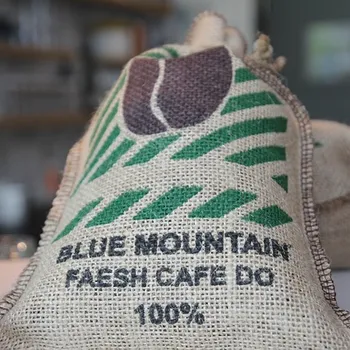 BLUE MOUNTAIN
FAESH CAFE DO
100%